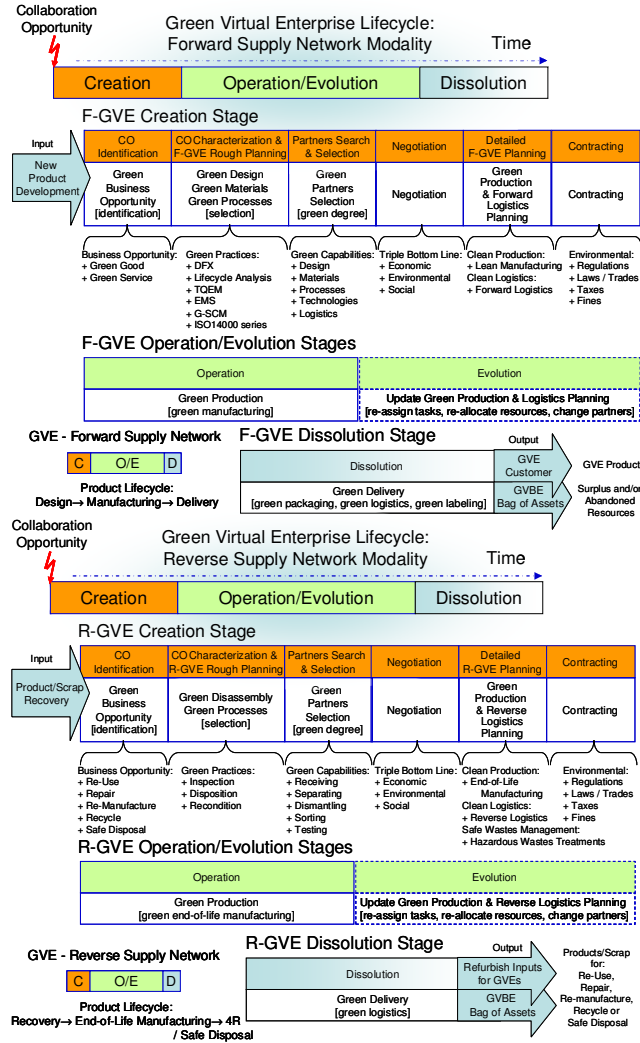 Collaboration
Opportunity
Green Virtual Enterprise Lifecycle:
Forward Supply Network Modality
Time
Creation
Operation/Evolution
Dissolution
F-GVE Creation Stage
Input
New
Product
Development
CO
Identification
CO Characterization &
F-GVE Rough Planning
Partners Search
& Selection
Negotiation
Detailed
F-GVE Planning
Contracting
Green
Business
Opportunity
[identification]
Green Design
Green Materials
Green Processes
[selection]
Green
Partners
Selection
[green degree]
Negotiation
Green
Production
& Forward
Logistics
Planning
Contracting
Business Opportunity:
+ Green Good
+ Green Service
Green Practices:
+ DFX
+ Lifecycle Analysis
+ TQEM
+ EMS
+ G-SCM
+ ISO14000 series
Green Capabilities:
+ Design
+ Materials
+ Processes
+ Technologies
+ Logistics
Triple Bottom Line:
+ Economic
+ Environmental
+ Social
Clean Production:
+ Lean Manufacturing
Clean Logistics:
+ Forward Logistics
Environmental:
+ Regulations
+ Laws / Trades
+ Taxes
+ Fines
F-GVE Operation/Evolution Stages
Operation
Evolution
Green Production
[green manufacturing]
Update Green Production & Logistics Planning
[re-assign tasks, re-allocate resources, change partners]
GVE - Forward Supply Network
C
O/E
D
Product Lifecycle:
Design→ Manufacturing→ Delivery
F-GVE Dissolution Stage
Output
Dissolution
GVE
Customer
GVE Product
Green Delivery
[green packaging, green logistics, green labeling]
GVBE
Bag of Assets
Surplus and/or
Abandoned
Resources
Collaboration
Opportunity
Green Virtual Enterprise Lifecycle:
Reverse Supply Network Modality
Time
Creation
Operation/Evolution
Dissolution
R-GVE Creation Stage
Input
Product/Scrap
Recovery
CO
Identification
CO Characterization &
R-GVE Rough Planning
Partners Search
& Selection
Negotiation
Detailed
R-GVE Planning
Contracting
Green
Business
Opportunity
[identification]
Green Disassembly
Green Processes
[selection]
Green
Partners
Selection
[green degree]
Negotiation
Green
Production
& Reverse
Logistics
Planning
Contracting
Business Opportunity:
+ Re-Use
+ Repair
+ Re-Manufacture
+ Recycle
+ Safe Disposal
Green Practices:
+ Inspection
+ Disposition
+ Recondition
Green Capabilities:
+ Receiving
+ Separating
+ Dismantling
+ Sorting
+ Testing
Triple Bottom Line:
+ Economic
+ Environmental
+ Social
Clean Production:
+ End-of-Life
Manufacturing
Clean Logistics:
+ Reverse Logistics
Safe Wastes Management:
+ Hazardous Wastes Treatments
Environmental:
+ Regulations
+ Laws / Trades
+ Taxes
+ Fines
R-GVE Operation/Evolution Stages
Operation
Evolution
Green Production
[green end-of-life manufacturing]
Update Green Production & Reverse Logistics Planning
[re-assign tasks, re-allocate resources, change partners]
GVE - Reverse Supply Network
C
O/E
D
Product Lifecycle:
Recovery→ End-of-Life Manufacturing→ 4R
/ Safe Disposal
R-GVE Dissolution Stage
Output
Dissolution
Refurbish Inputs
for GVEs
Green Delivery
[green logistics]
GVBE
Bag of Assets
Products/Scrap
for:
Re-Use,
Repair,
Re-manufacture,
Recycle or
Safe Disposal